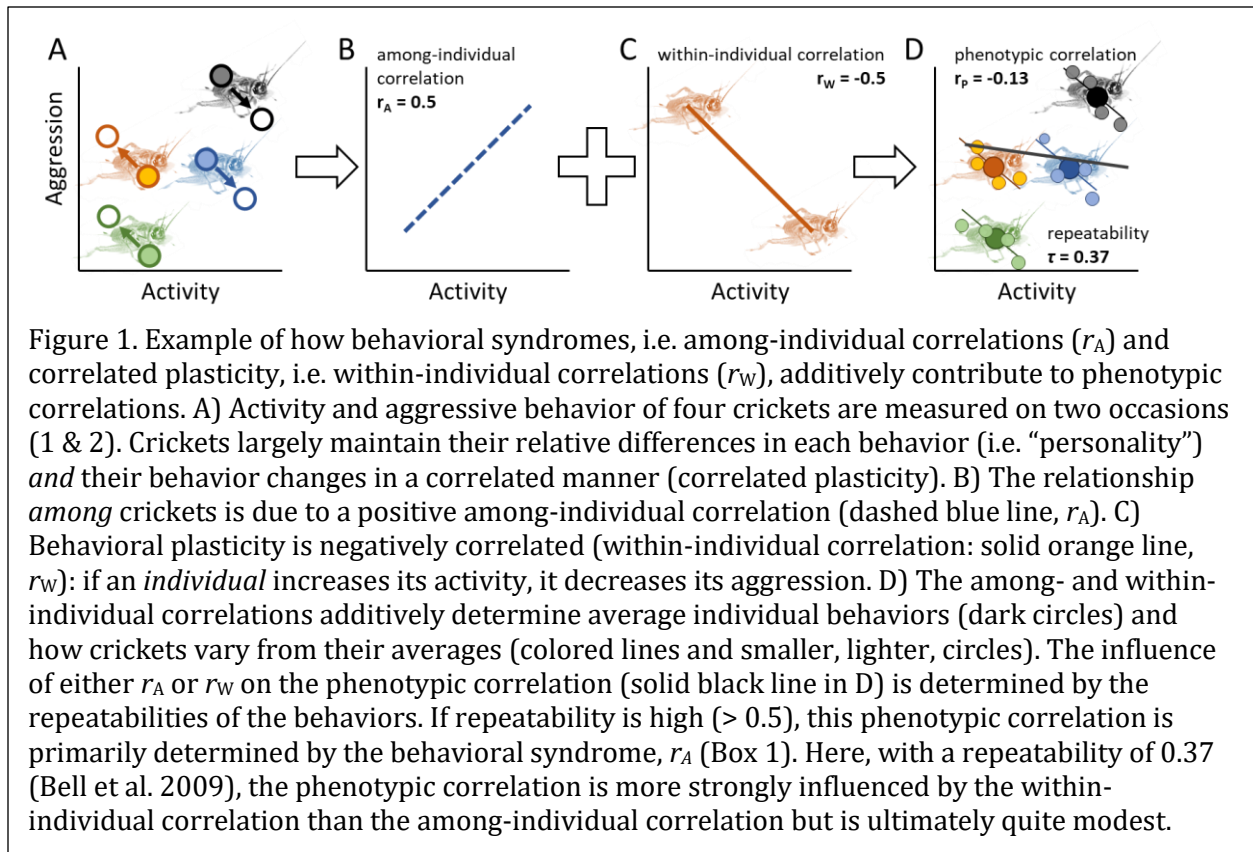 A
B
C
D
among-individual
correlation
rA = 0.5
within-individual correlation
rW = -0.5
phenotypic correlation
rP = -0.13
repeatability
τ = 0.37
Aggression
Activity
Activity
Activity
Activity
Figure 1. Example of how behavioral syndromes, i.e. among-individual correlations (rA) and
correlated plasticity, i.e. within-individual correlations (rW), additively contribute to phenotypic
correlations. A) Activity and aggressive behavior of four crickets are measured on two occasions
(1 & 2). Crickets largely maintain their relative differences in each behavior (i.e. “personality”)
and their behavior changes in a correlated manner (correlated plasticity). B) The relationship
among crickets is due to a positive among-individual correlation (dashed blue line, rA). C)
Behavioral plasticity is negatively correlated (within-individual correlation: solid orange line,
rW): if an individual increases its activity, it decreases its aggression. D) The among- and within-
individual correlations additively determine average individual behaviors (dark circles) and
how crickets vary from their averages (colored lines and smaller, lighter, circles). The influence
of either rA or rW on the phenotypic correlation (solid black line in D) is determined by the
repeatabilities of the behaviors. If repeatability is high (> 0.5), this phenotypic correlation is
primarily determined by the behavioral syndrome, rA (Box 1). Here, with a repeatability of 0.37
(Bell et al. 2009), the phenotypic correlation is more strongly influenced by the within-
individual correlation than the among-individual correlation but is ultimately quite modest.